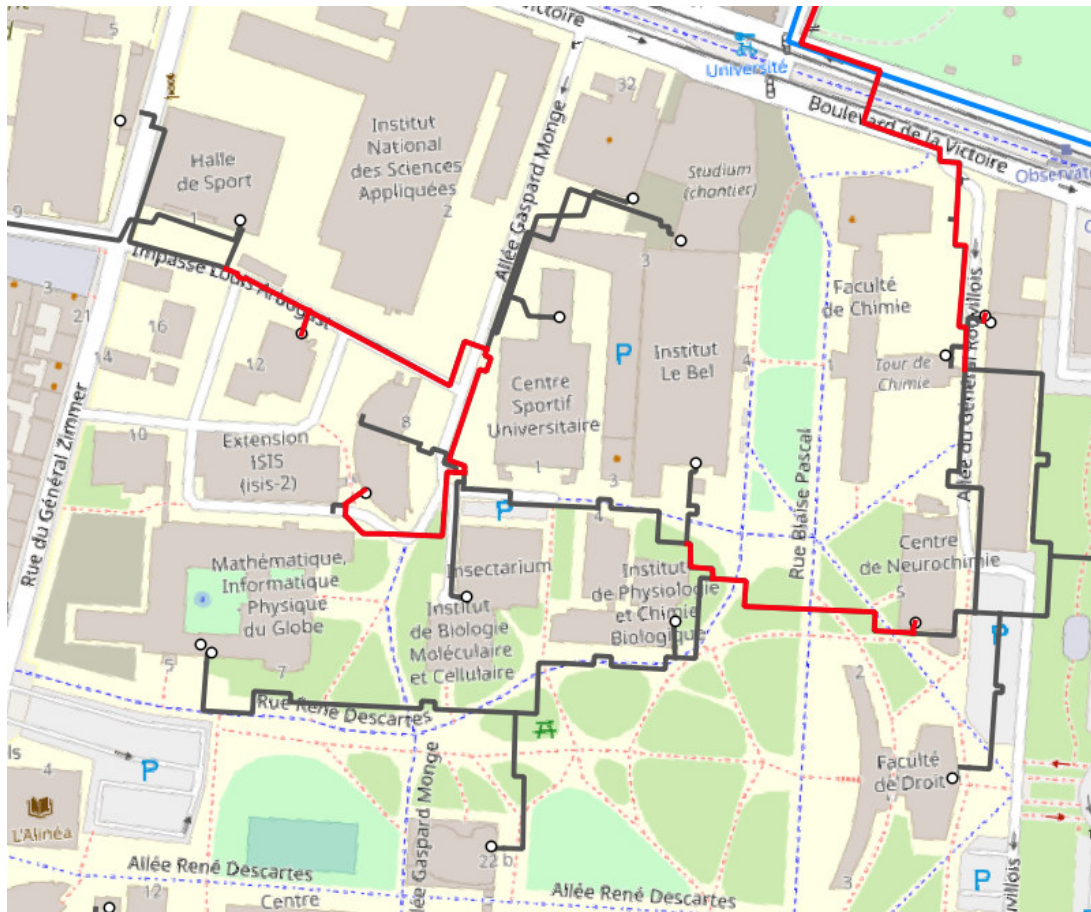 Victoire
5
Université
32
Boulevard de la Victoire
Institut
National
des Sciences
Appliquées
Halle
de Sport
1
2
Allée Gaspard Monge
Studium
(chantier)
9
Impasse Louis Arbogast
3
3
Faculté
de Chimie
21
16
14
12
P
Institut
Le Bel
4
1
Tour de
Chimie
Centre
Sportif
Universitaire
1
3
Allée du Général Rouvillois
Rue du Général Zimmer
10
Extension
ISIS
(isis-2)
8
P
4
Rue Blaise Pascal
Centre
de Neurochimie
5
Mathématique,
Informatique
Physique
du Globe
Insectarium
Institut
de Biologie
Moléculaire
et Cellulaire
Institut
de Physiologie
et Chimie
Biologique
P
5
7
2
Rue René Descartes
P
4
L'Alinéa
Faculté
de Droit
Allée Gaspard Monge
22 b
P
Allée René Descartes
12
Centre
Allée René Descartes
3